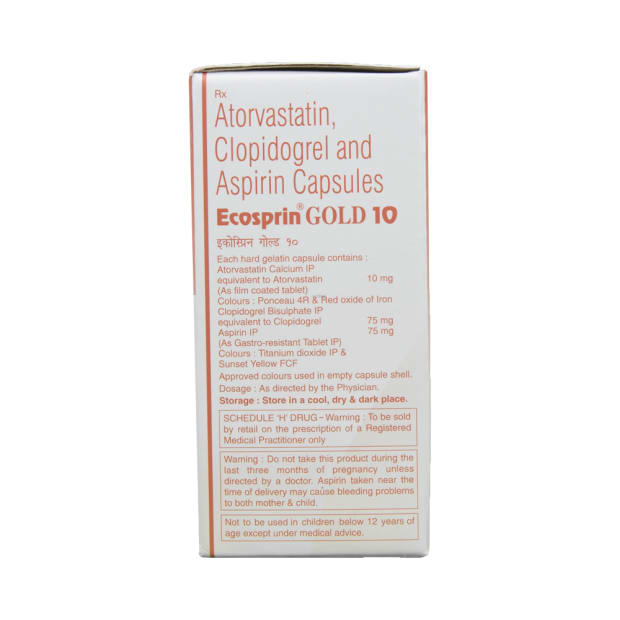 Rx
Atorvastatin,
Clopidogrel and
Aspirin Capsules
Ecosprin® GOLD 10
इकोस्प्रिन गोल्ड १०
Each hard gelatin capsule contains :
Atorvastatin Calcium IP
equivalent to Atorvastatin 10 mg
(As film coated tablet)
Colours : Ponceau 4R & Red oxide of Iron
Clopidogrel Bisulphate IP
equivalent to Clopidogrel 75 mg
Aspirin IP 75 mg
(As Gastro-resistant Tablet IP)
Colours : Titanium dioxide IP &
Sunset Yellow FCF
Approved colours used in empty capsule shell.
Dosage : As directed by the Physician.
Storage : Store in a cool, dry & dark place.
SCHEDULE 'H' DRUG – Warning : To be sold
by retail on the prescription of a Registered
Medical Practitioner only
Warning : Do not take this product during the
last three months of pregnancy unless
directed by a doctor. Aspirin taken near the
time of delivery may cause bleeding problems
to both mother & child.
Not to be used in children below 12 years of
age except under medical advice.